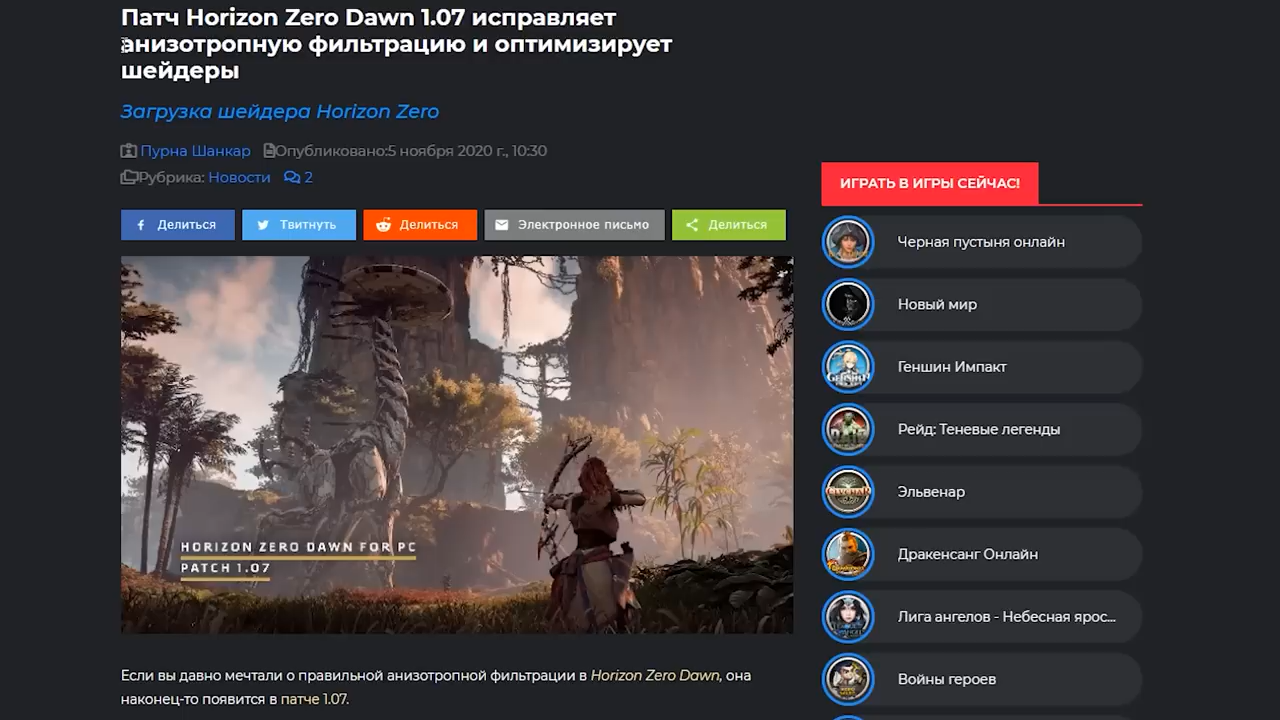 Патч Horizon Zero Dawn 1.07 исправляет
анизотропную фильтрацию и оптимизирует
шейдеры
Загрузка шейдера Horizon Zero
Пурна Шанкар Опубликовано:5 ноября 2020 г., 10:30
Рубрика: Новости 2
Делиться Твитнуть Делиться Электронное письмо Делиться
HORIZON ZERO DAWN FOR PC
PATCH 1.07
Если вы давно мечтали о правильной анизотропной фильтрации в Horizon Zero Dawn, она
наконец-то появится в патче 1.07.
ИГРАТЬ В ИГРЫ СЕЙЧАС!
Черная пустыня онлайн
Новый мир
Геншин Импакт
Рейд: Теневые легенды
Эльвенар
Дракенсанг Онлайн
Лига ангелов - Небесная ярос...
Войны героев